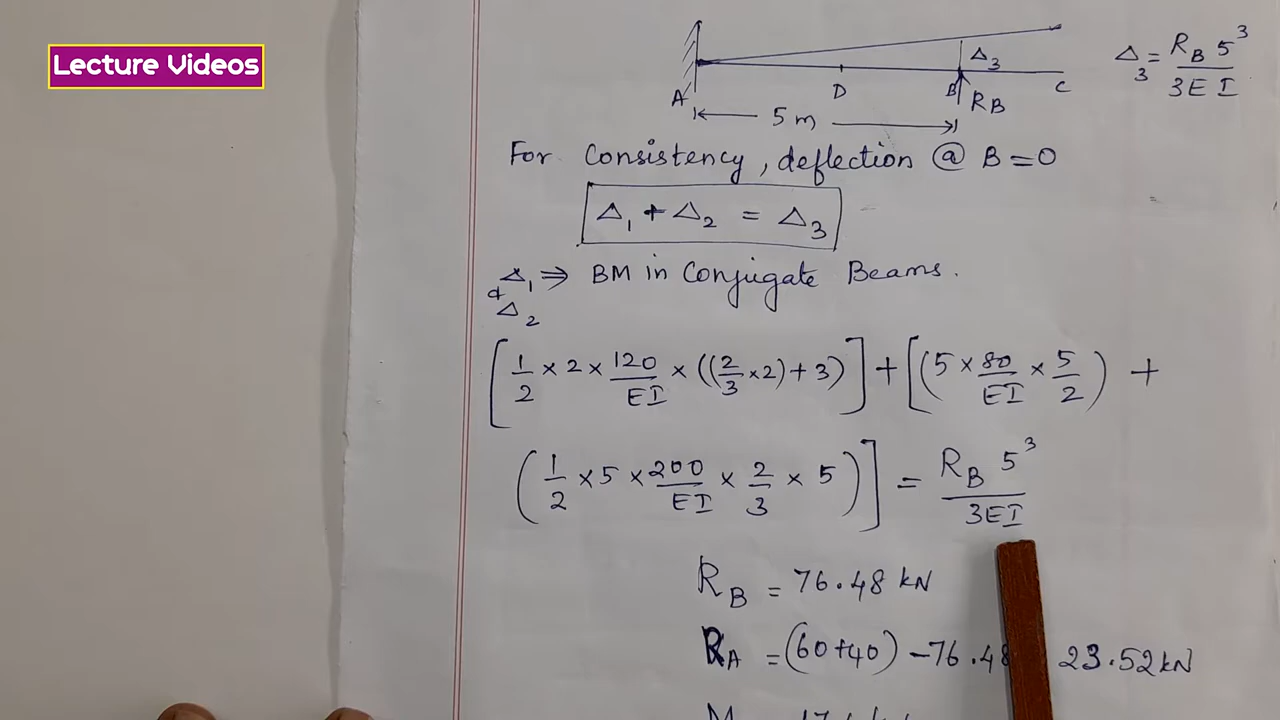 Lecture Videos
Δ3 = RB 5³ / 3EI
Δ3
A D B C
RB
5 m
For Consistency, deflection @ B = 0
Δ1 + Δ2 = Δ3
Δ1 & Δ2 ⇒ BM in Conjugate Beams.
[1/2 × 2 × 120/EI × ((2/3 × 2) + 3)] + [(5 × 80/EI × 5/2) +
(1/2 × 5 × 200/EI × 2/3 × 5)] = RB 5³ / 3EI
RB = 76.48 kN
RA = (60+40) - 76.48 23.52 kN